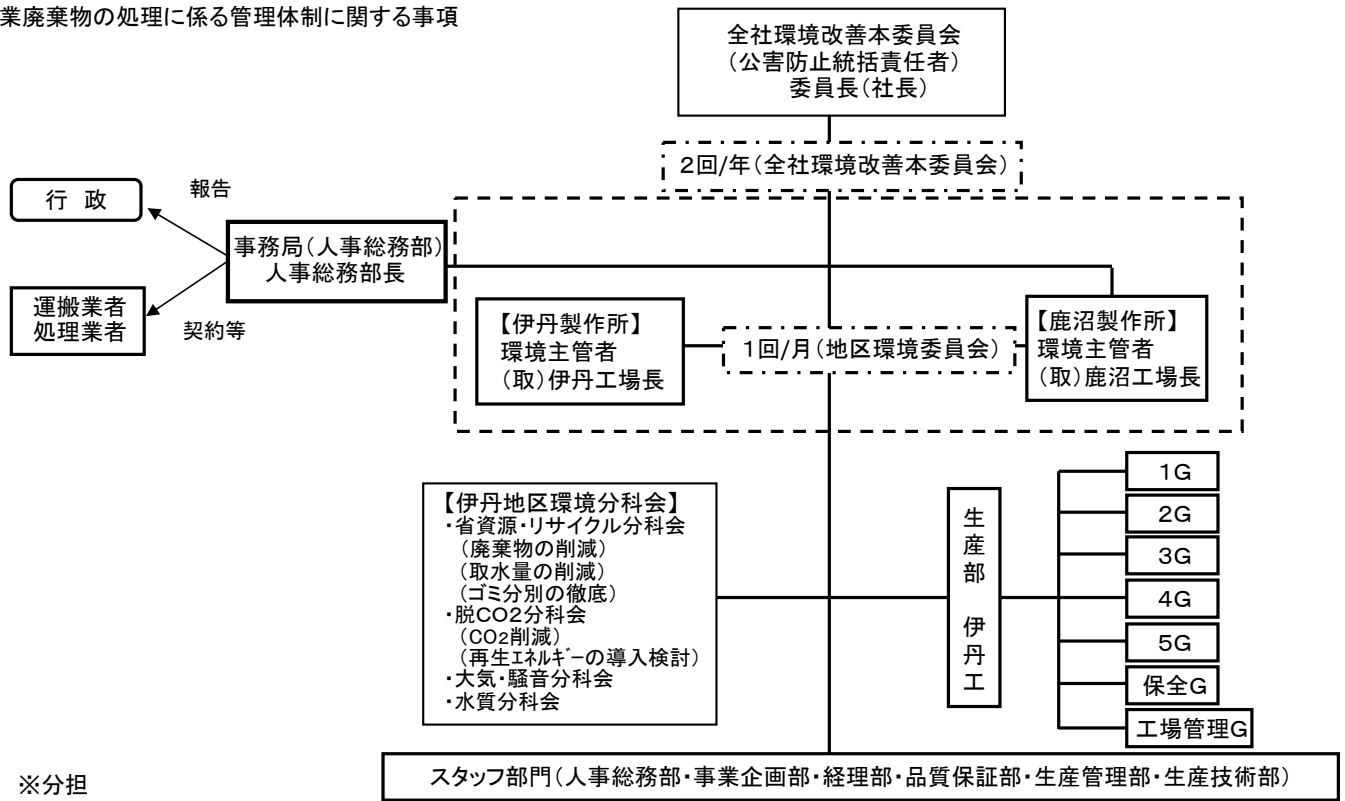 業廃棄物の処理に係る管理体制に関する事項
全社環境改善本委員会
(公害防止統括責任者)
委員長(社長)
2回/年(全社環境改善本委員会)
行 政
報告
事務局(人事総務部)
人事総務部長
運搬業者
処理業者
契約等
【伊丹製作所】
環境主管者
(取)伊丹工場長
1回/月(地区環境委員会)
【鹿沼製作所】
環境主管者
(取)鹿沼工場長
【伊丹地区環境分科会】
・省資源・リサイクル分科会
(廃棄物の削減)
(取水量の削減)
(ゴミ分別の徹底)
・脱CO2分科会
(CO2削減)
(再生エネルギーの導入検討)
・大気・騒音分科会
・水質分科会
生産部 伊丹工
1G
2G
3G
4G
5G
保全G
工場管理G
スタッフ部門(人事総務部・事業企画部・経理部・品質保証部・生産管理部・生産技術部)
※分担